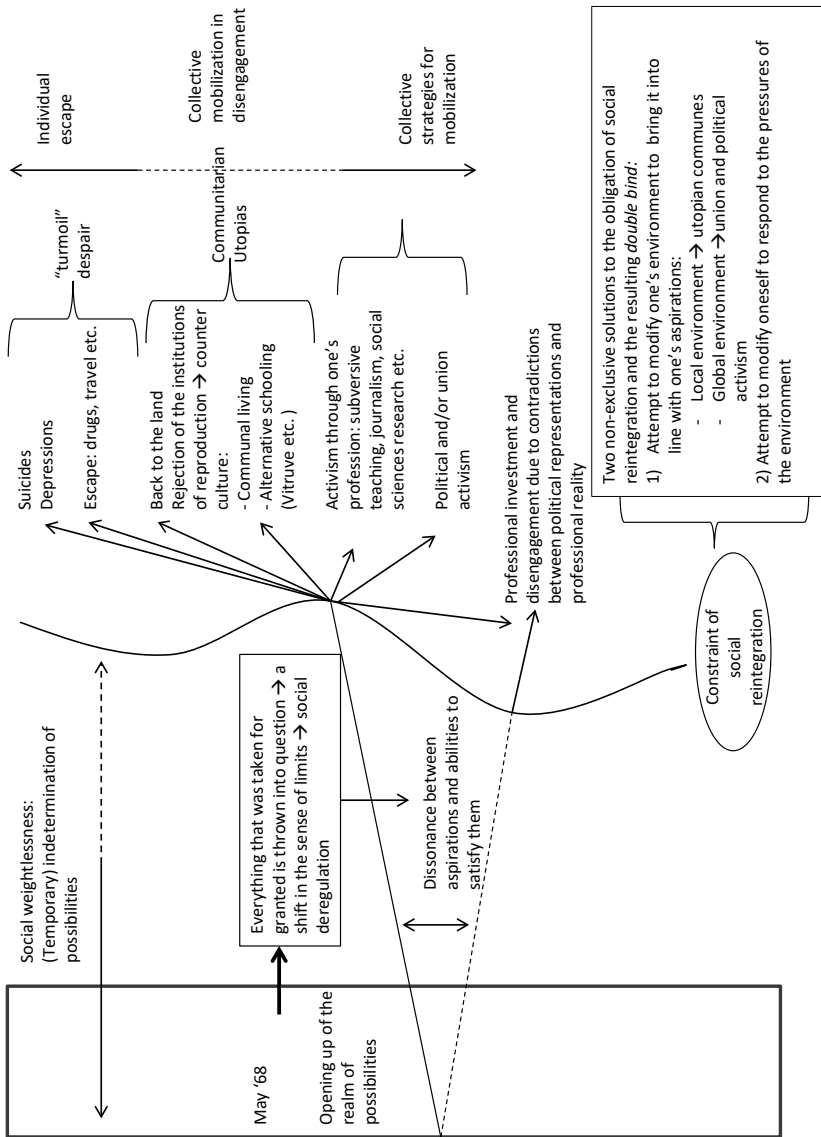 Social weightlessness:
(Temporary) indetermination of
possibilities
May ‘68
Opening up of the
realm of
possibilities
Everything that was taken for
granted is thrown into question → a
shift in the sense of limits → social
deregulation
Dissonance between
aspirations and abilities to
satisfy them
Suicides
Depressions
Escape: drugs, travel etc.
Back to the land
Rejection of the institutions
of reproduction → counter
culture:
- Communal living
- Alternative schooling
(Vitruve etc. )
Activism through one’s
profession: subversive
teaching, journalism, social
sciences research etc.
Political and/or union
activism
Professional investment and
disengagement due to contradictions
between political representations and
professional reality
“turmoil”
despair
Communitarian
Utopias
Individual
escape
Collective
mobilization in
disengagement
Collective
strategies for
mobilization
Constraint of
social
reintegration
Two non-exclusive solutions to the obligation of social
reintegration and the resulting double bind:
1) Attempt to modify one’s environment to bring it into
line with one’s aspirations:
- Local environment → utopian communes
- Global environment →union and political
activism
2) Attempt to modify oneself to respond to the pressures of
the environment